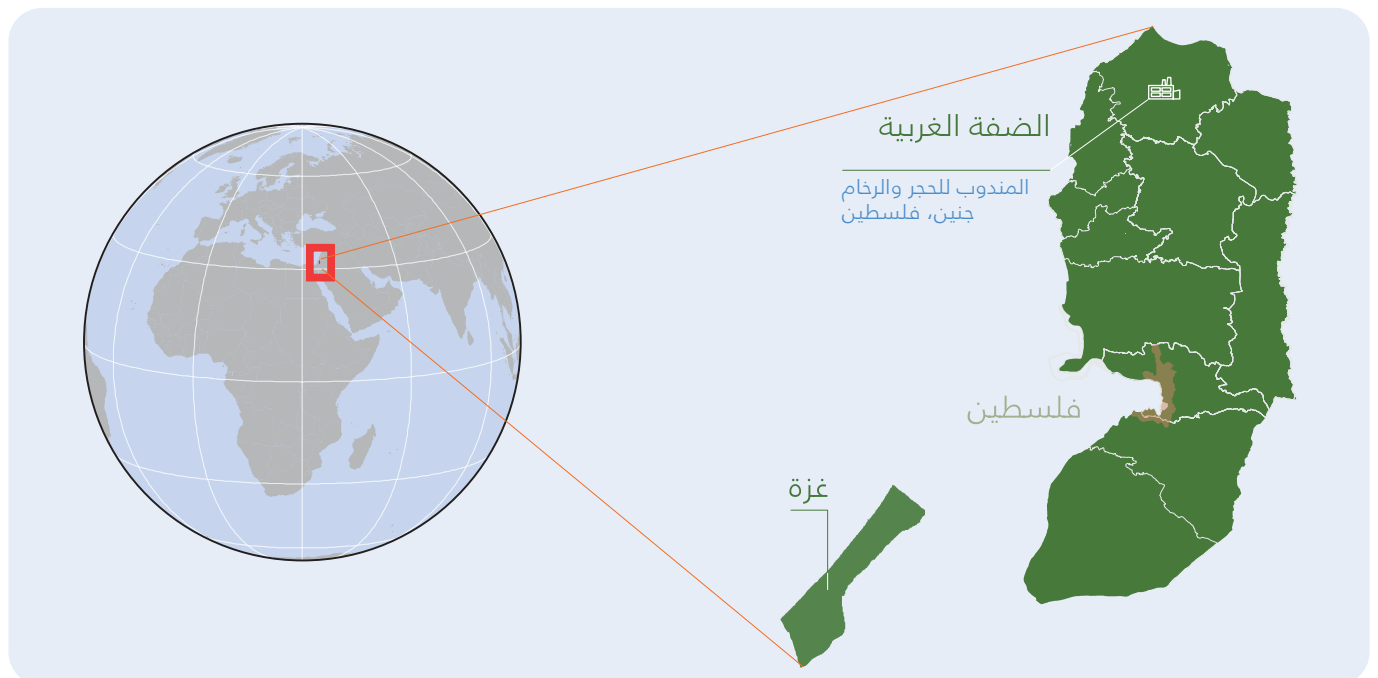 الضفة الغربية
المندوب للحجر والرخام
جنين، فلسطين
فلسطين
غزة